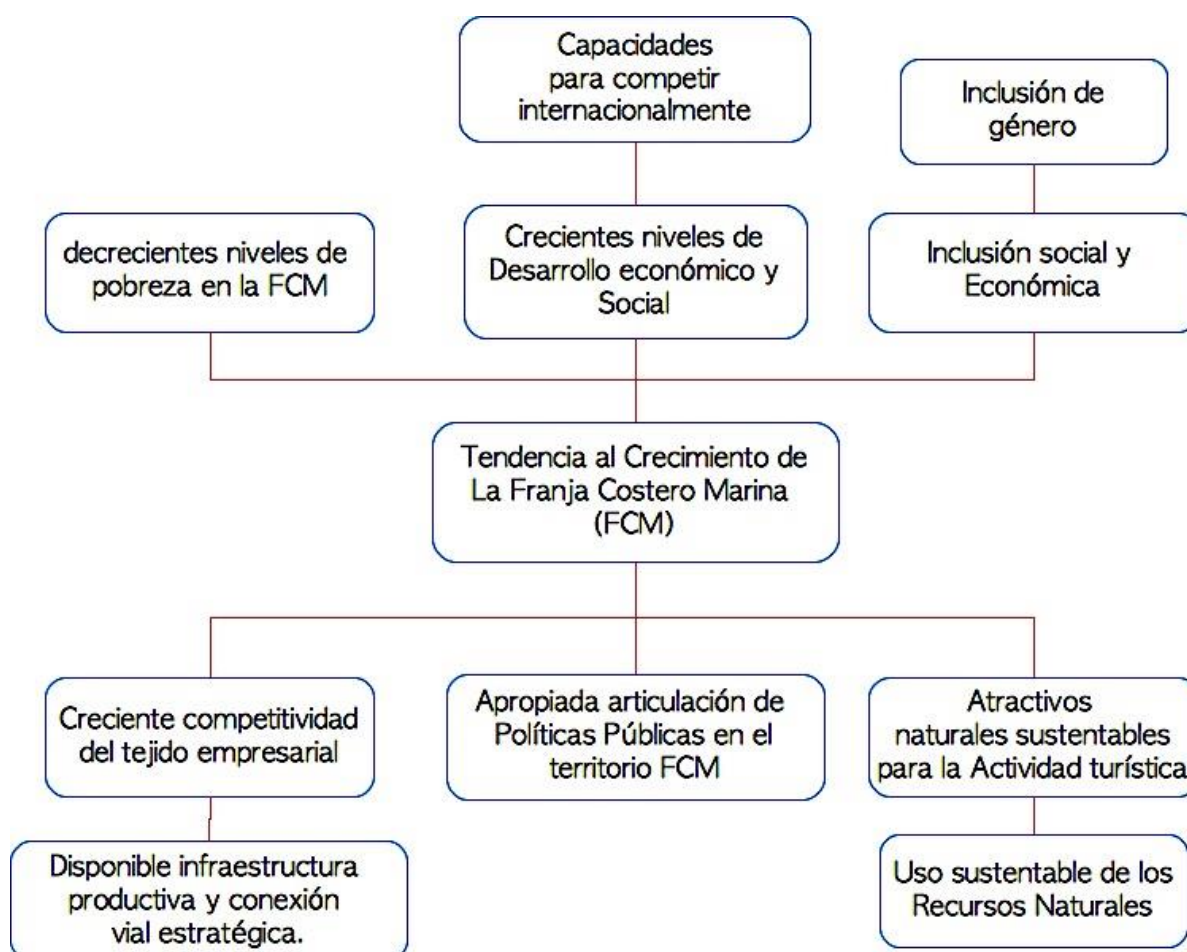 Capacidades
para competir
internacionalmente
Inclusión de
género
decrecientes niveles de
pobreza en la FCM
Crecientes niveles de
Desarrollo económico y
Social
Inclusión social y
Económica
Tendencia al Crecimiento de
La Franja Costero Marina
(FCM)
Creciente competitividad
del tejido empresarial
Apropiada articulación de
Políticas Públicas en el
territorio FCM
Atractivos
naturales sustentables
para la Actividad turística
Disponible infraestructura
productiva y conexión
vial estratégica.
Uso sustentable de los
Recursos Naturales